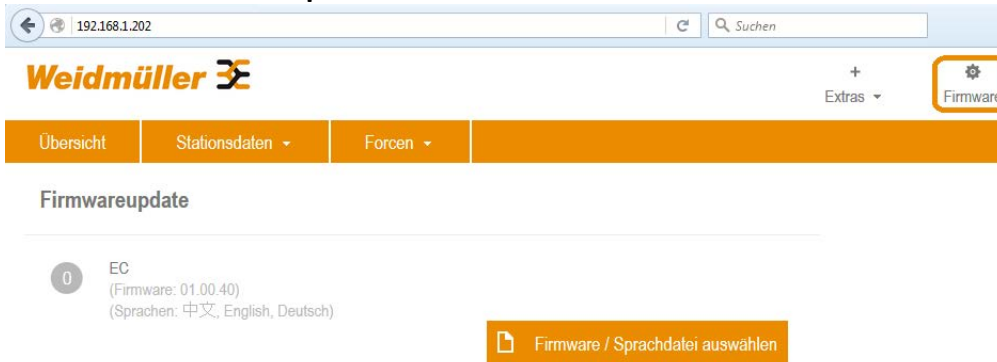 192.168.1.202
Suchen
Weidmüller
Extras
Firmware
Übersicht Stationsdaten Forcen
Firmwareupdate
0 EC
(Firmware: 01.00.40)
(Sprachen: 中文, English, Deutsch)
Firmware / Sprachdatei auswählen